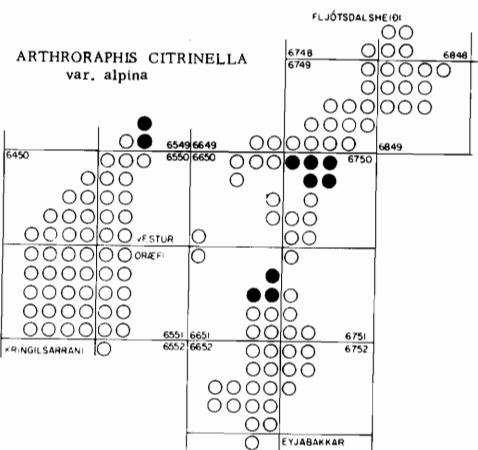 FLJÓTSDALSHEIÐI
ARTHRORAPHIS CITRINELLA
var. alpina
6748 6848
6749
6549 6649 6849
6450 6550 6650 6750
VESTUR
ÖRÆFI
6551 6651 6751
KRINGILSÁRRANI 6552 6652 6752
EYJABAKKAR